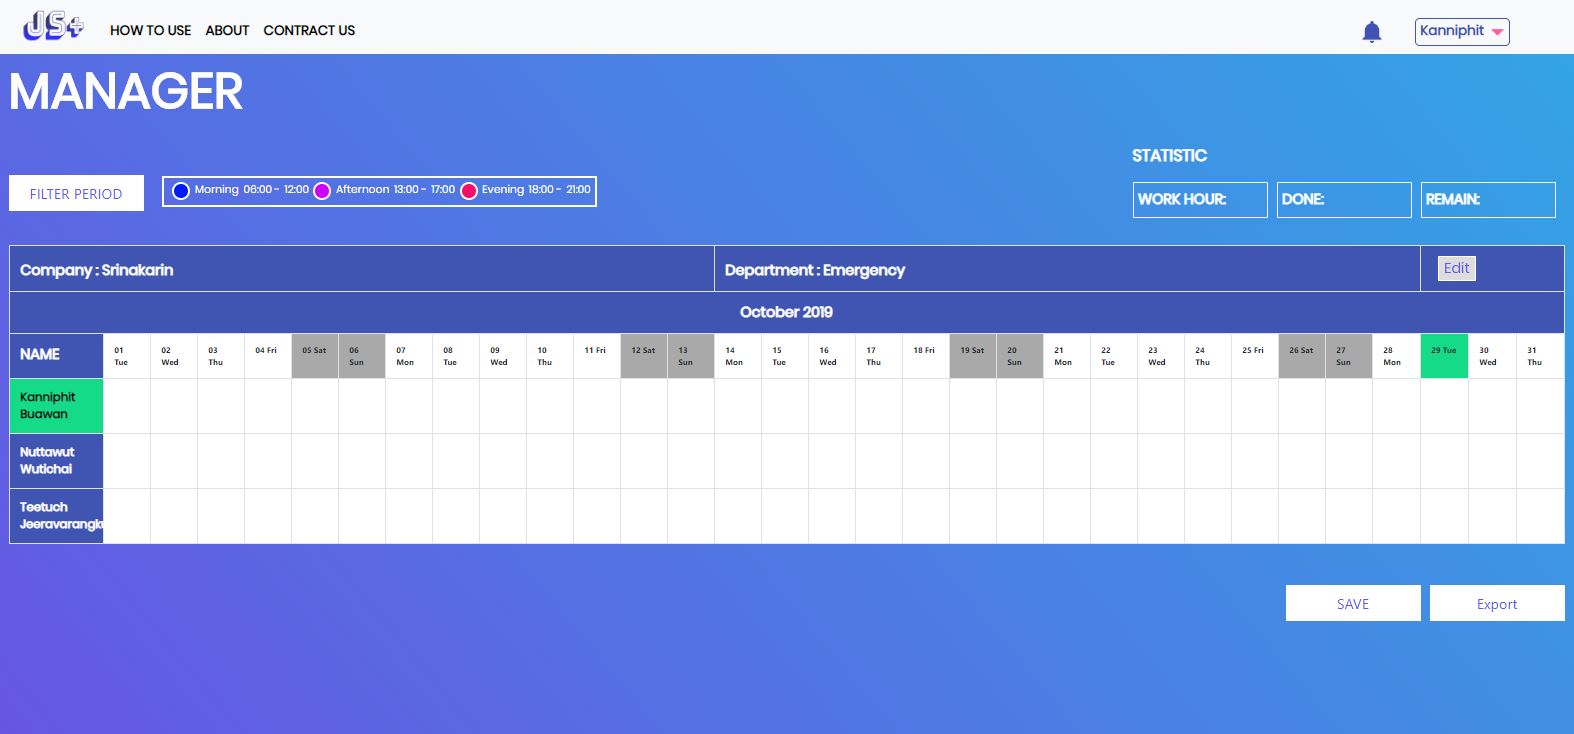 JS+
HOW TO USE ABOUT CONTRACT US
Kanniphit
MANAGER
STATISTIC
FILTER PERIOD
Morning 06:00 - 12:00 Afternoon 13:00 - 17:00 Evening 18:00 - 21:00
WORK HOUR: DONE: REMAIN:
Company : Srinakarin Department : Emergency Edit
October 2019
NAME
01 Tue
02 Wed
03 Thu
04 Fri
05 Sat
06 Sun
07 Mon
08 Tue
09 Wed
10 Thu
11 Fri
12 Sat
13 Sun
14 Mon
15 Tue
16 Wed
17 Thu
18 Fri
19 Sat
20 Sun
21 Mon
22 Tue
23 Wed
24 Thu
25 Fri
26 Sat
27 Sun
28 Mon
29 Tue
30 Wed
31 Thu
Kanniphit
Buawan
Nuttawut
Wutichai
Teetuch
SAVE Export